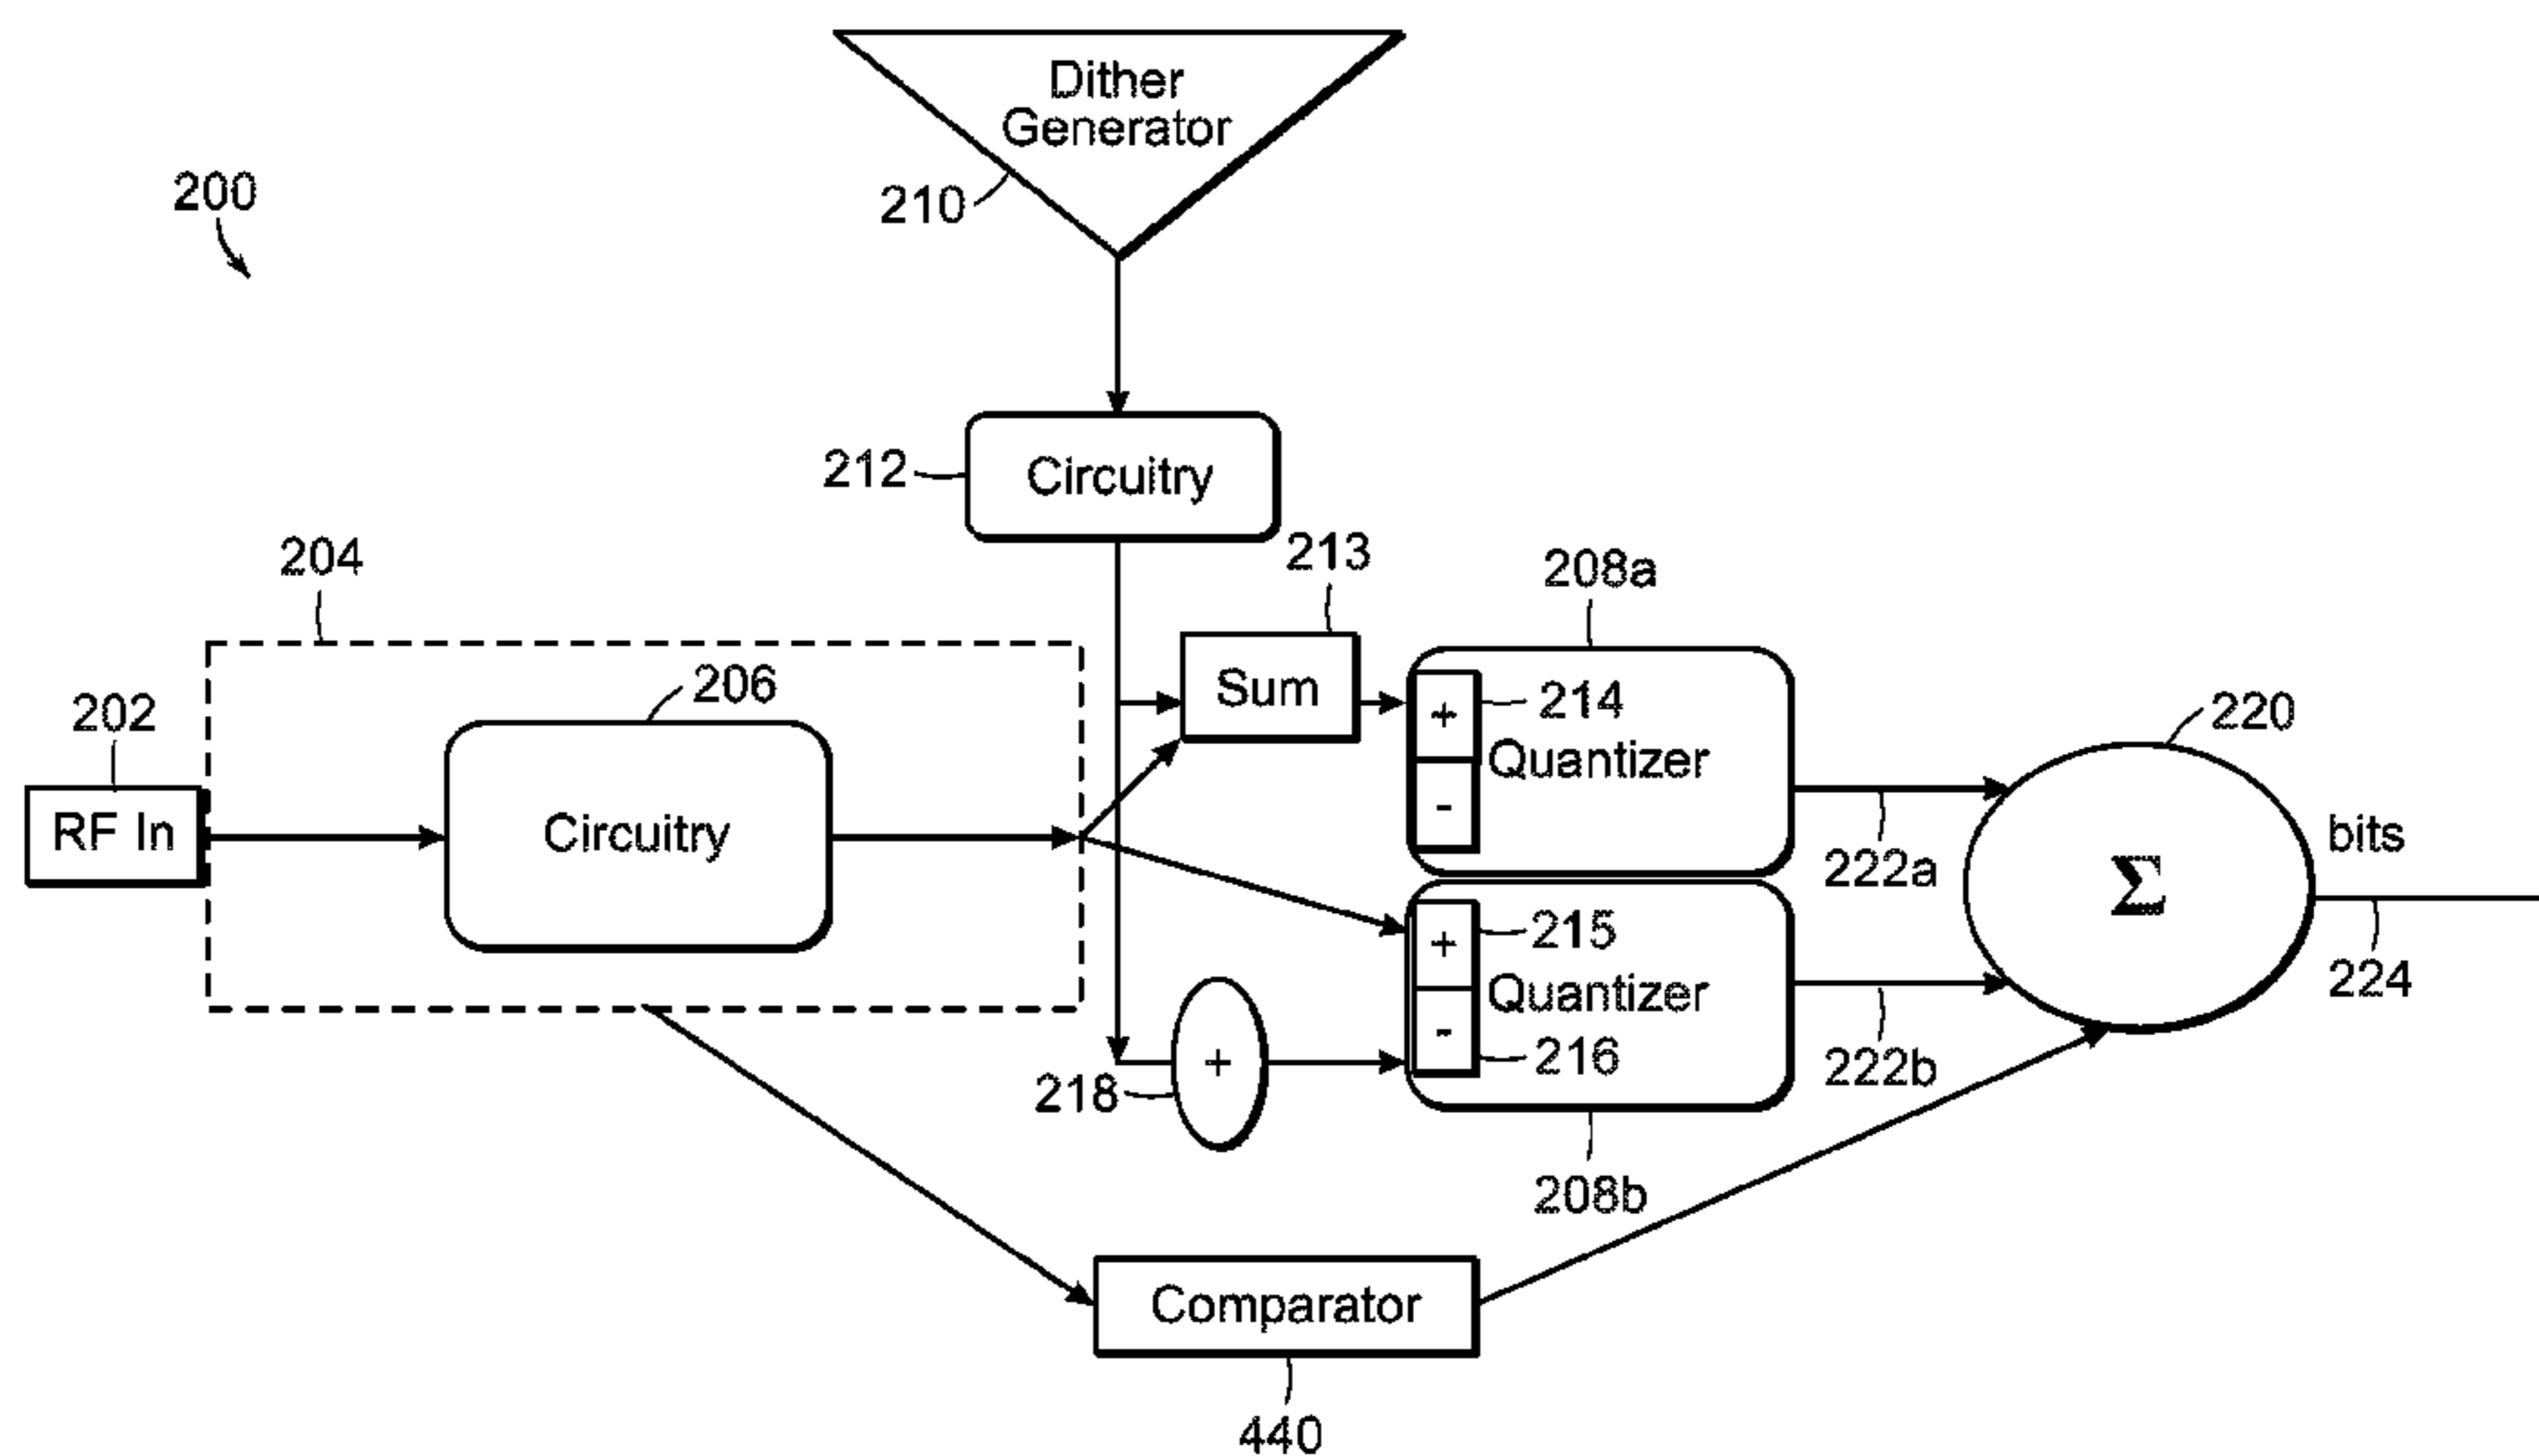 Dither
Generator
200
210
212
Circuitry
213
204
208a
206
Sum
214
220
202
+
Quantizer
RF In
Circuitry
-
bits
222a
Σ
215
+
Quantizer
224
-
216
222b
218
+
208b
Comparator
440